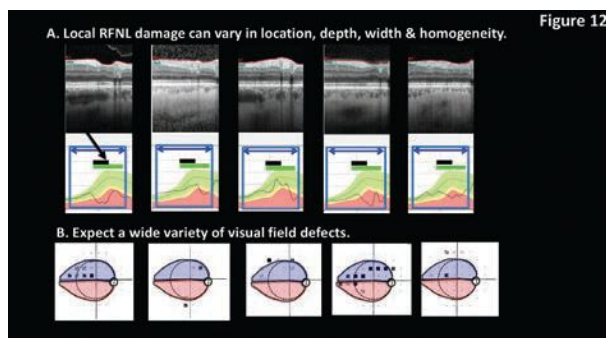 Figure 12
A. Local RFNL damage can vary in location, depth, width & homogeneity.
B. Expect a wide variety of visual field defects.